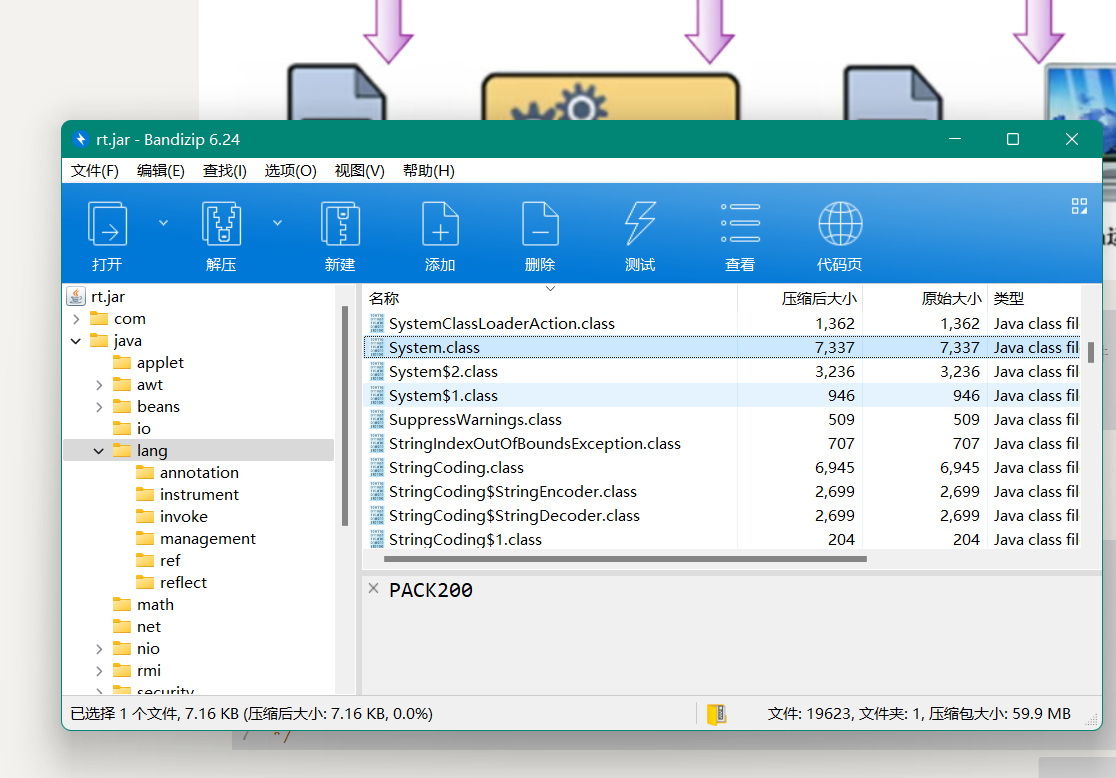 rt.jar - Bandizip 6.24
文件(F) 编辑(E) 查找(I) 选项(O) 视图(V) 帮助(H)
打开 解压 新建 添加 删除 测试 查看 代码页
rt.jar
com
java
applet
awt
beans
io
lang
annotation
instrument
invoke
management
ref
reflect
math
net
nio
rmi
security
名称 压缩后大小 原始大小 类型
SystemClassLoaderAction.class 1,362 1,362 Java class fil
System.class 7,337 7,337 Java class fil
System$2.class 3,236 3,236 Java class fil
System$1.class 946 946 Java class fil
SuppressWarnings.class 509 509 Java class fil
StringIndexOutOfBoundsException.class 707 707 Java class fil
StringCoding.class 6,945 6,945 Java class fil
StringCoding$StringEncoder.class 2,699 2,699 Java class fil
StringCoding$StringDecoder.class 2,699 2,699 Java class fil
StringCoding$1.class 204 204 Java class fil
PACK200
已选择 1 个文件, 7.16 KB (压缩后大小: 7.16 KB, 0.0%) 文件: 19623, 文件夹: 1, 压缩包大小: 59.9 MB
*/